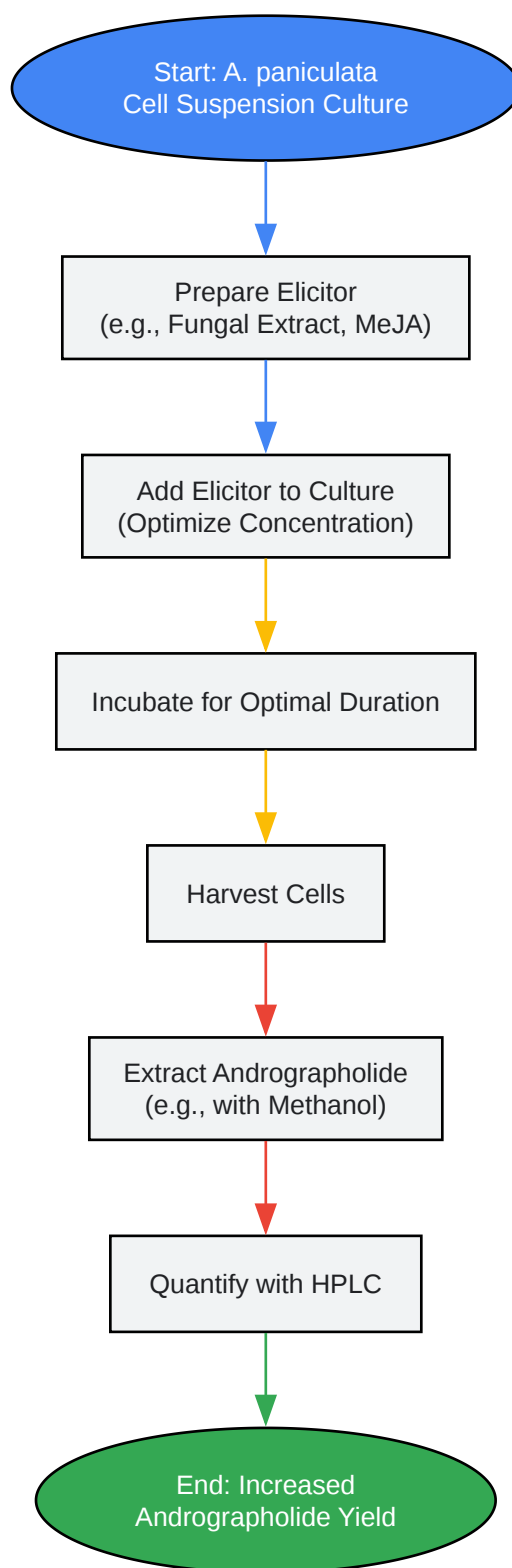 Start: A. paniculata
Cell Suspension Culture
Prepare Elicitor
(e.g., Fungal Extract, MeJA)
Add Elicitor to Culture
(Optimize Concentration)
Incubate for Optimal Duration
Harvest Cells
Extract Andrographolide
(e.g., with Methanol)
Quantify with HPLC
End: Increased
Andrographolide Yield